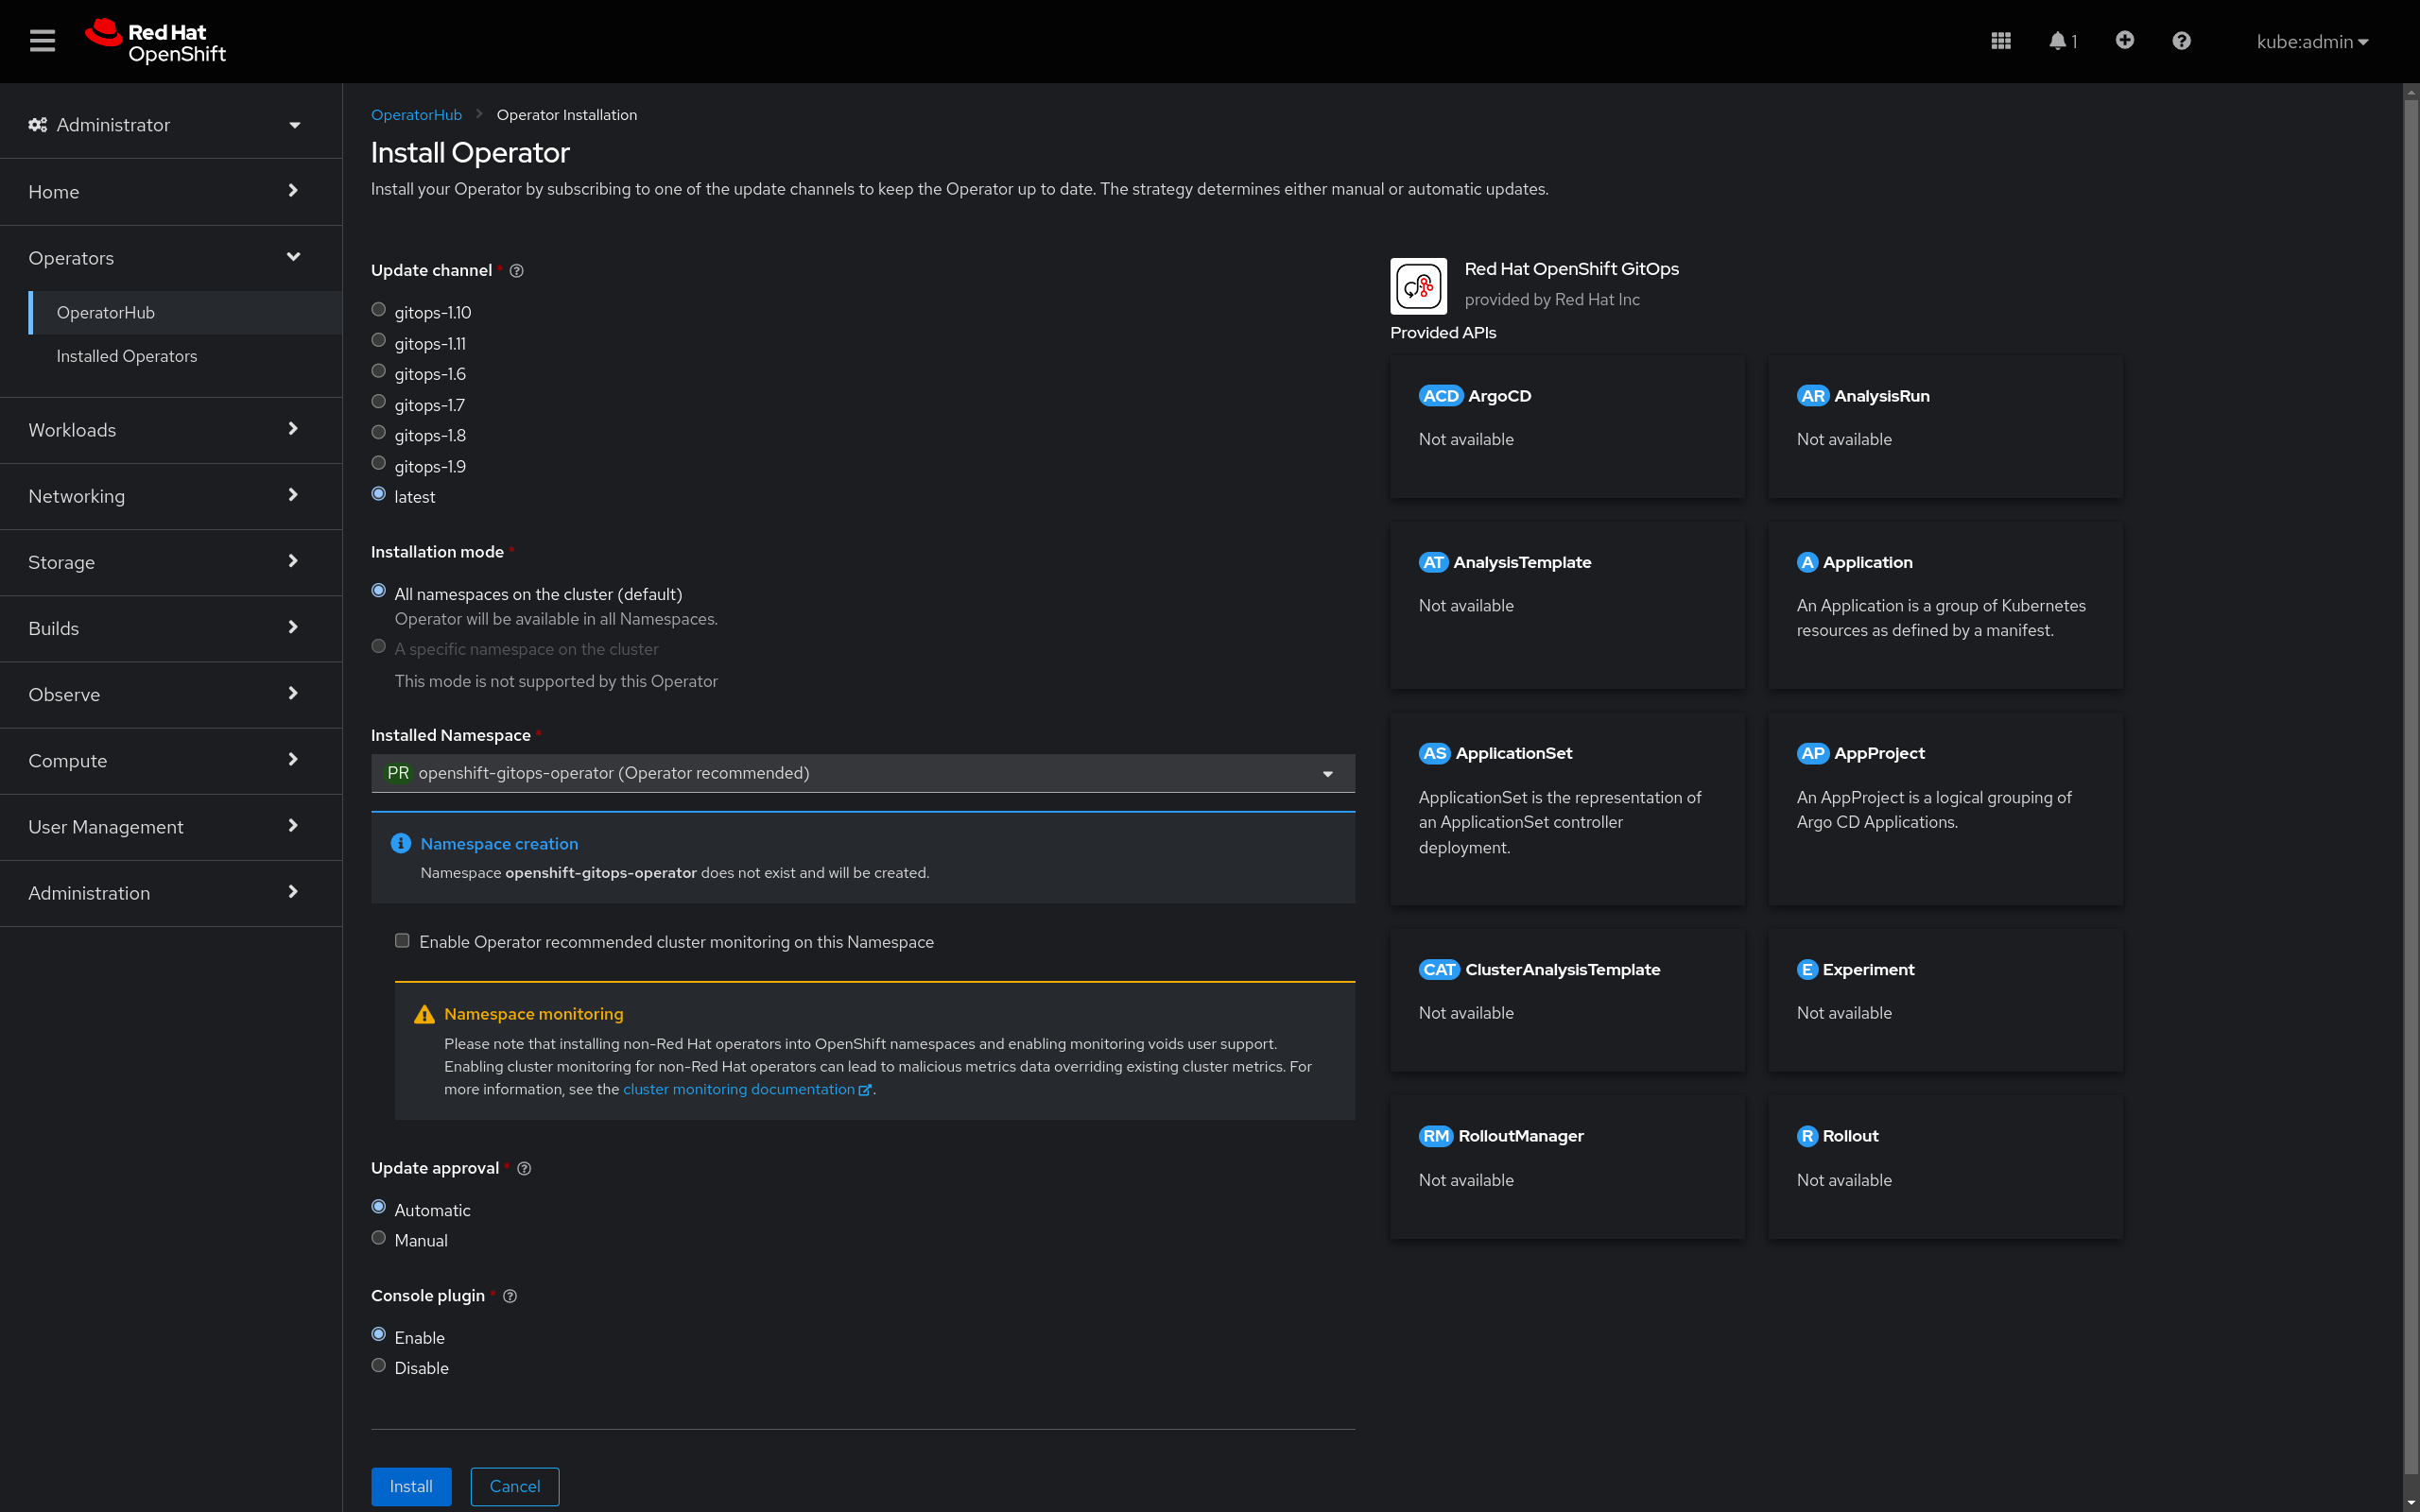 Red Hat
OpenShift
1
kube:admin
Administrator
Home
Operators
OperatorHub
Installed Operators
Workloads
Networking
Storage
Builds
Observe
Compute
User Management
Administration
OperatorHub
Operator Installation
Install Operator
Install your Operator by subscribing to one of the update channels to keep the Operator up to date. The strategy determines either manual or automatic updates.
Update channel *
gitops-1.10
gitops-1.11
gitops-1.6
gitops-1.7
gitops-1.8
gitops-1.9
latest
Installation mode *
All namespaces on the cluster (default)
Operator will be available in all Namespaces.
A specific namespace on the cluster
This mode is not supported by this Operator
Installed Namespace *
PR openshift-gitops-operator (Operator recommended)
Namespace creation
Namespace openshift-gitops-operator does not exist and will be created.
Enable Operator recommended cluster monitoring on this Namespace
Namespace monitoring
Please note that installing non-Red Hat operators into OpenShift namespaces and enabling monitoring voids user support.
Enabling cluster monitoring for non-Red Hat operators can lead to malicious metrics data overriding existing cluster metrics. For
more information, see the cluster monitoring documentation.
Update approval *
Automatic
Manual
Console plugin *
Enable
Disable
Install
Cancel
Red Hat OpenShift GitOps
provided by Red Hat Inc
Provided APIs
ACD ArgoCD
Not available
AR AnalysisRun
Not available
AT AnalysisTemplate
Not available
A Application
An Application is a group of Kubernetes
resources as defined by a manifest.
AS ApplicationSet
ApplicationSet is the representation of
an ApplicationSet controller
deployment.
AP AppProject
An AppProject is a logical grouping of
Argo CD Applications.
CAT ClusterAnalysisTemplate
Not available
E Experiment
Not available
RM RolloutManager
Not available
R Rollout
Not available